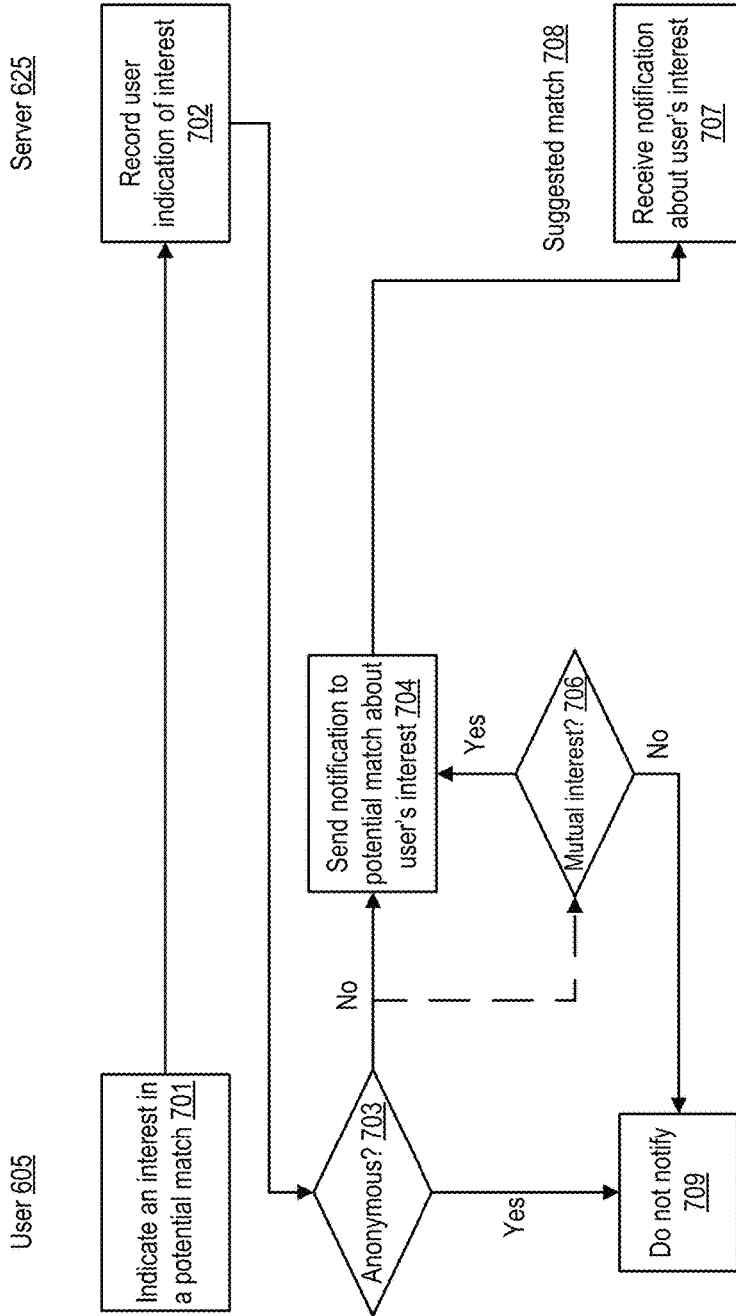 User 605
Server 625
Indicate an interest in
a potential match 701
Record user
indication of interest
702
Anonymous? 703
No
Yes
Send notification to
potential match about
user's interest 704
Yes
Mutual interest? 706
No
Do not notify
709
Suggested match 708
Receive notification
about user's interest
707